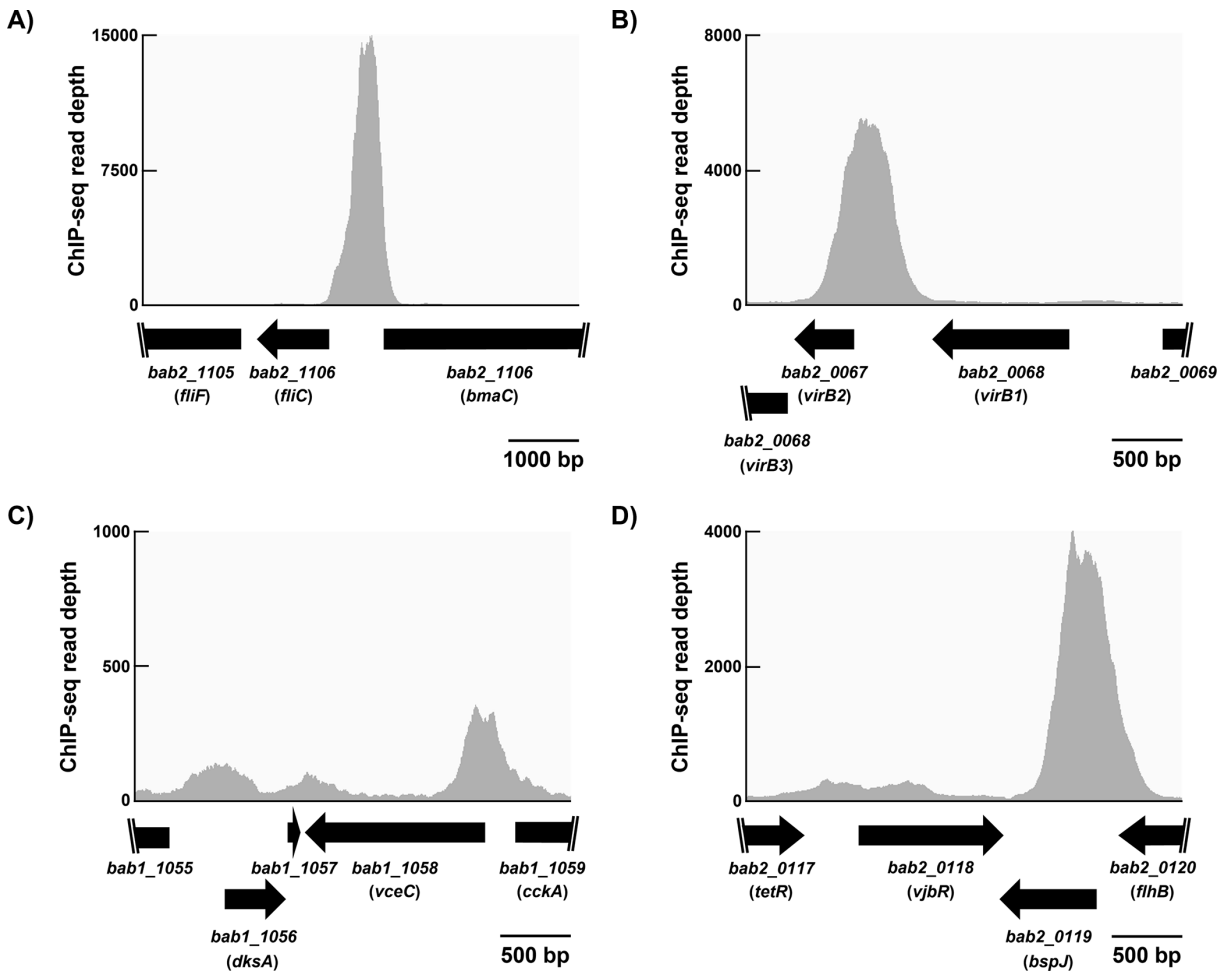 A)
ChIP-seq read depth
15000
7500
0
bab2_1105 bab2_1106 bab2_1106
(fliF) (fliC) (bmaC)
1000 bp
B)
ChIP-seq read depth
8000
4000
0
bab2_0067 bab2_0068 bab2_0069
(virB2) (virB1)
bab2_0068
(virB3)
500 bp
C)
ChIP-seq read depth
1000
500
0
bab1_1055 bab1_1057 bab1_1058 bab1_1059
(vceC) (cckA)
bab1_1056
(dksA)
500 bp
D)
ChIP-seq read depth
4000
2000
0
bab2_0117 bab2_0118 bab2_0120
(tetR) (vjbR) (flhB)
bab2_0119
(bspJ)
500 bp